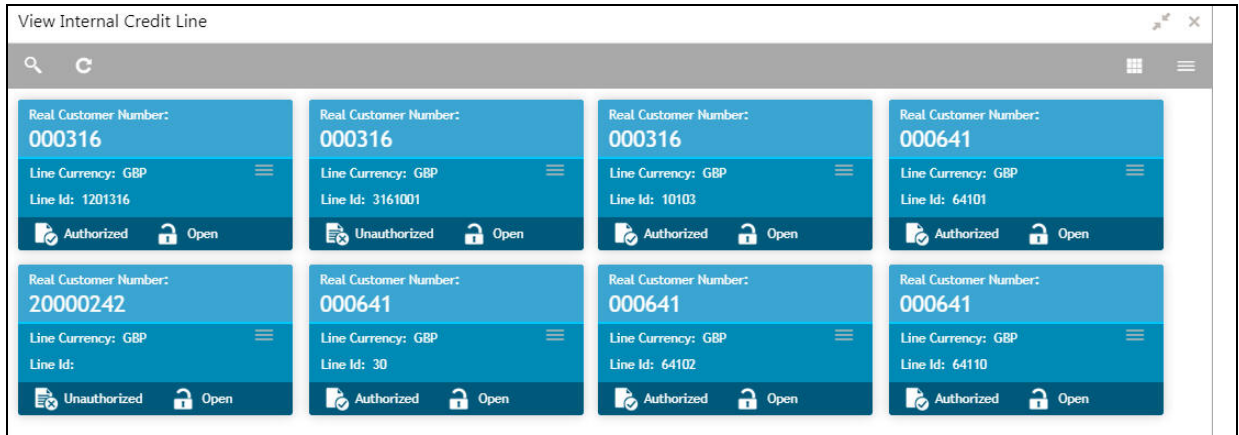 View Internal Credit Line
Real Customer Number:
000316
Line Currency: GBP
Line Id: 1201316
Authorized Open
Real Customer Number:
000316
Line Currency: GBP
Line Id: 3161001
Unauthorized Open
Real Customer Number:
000316
Line Currency: GBP
Line Id: 10103
Authorized Open
Real Customer Number:
000641
Line Currency: GBP
Line Id: 64101
Authorized Open
Real Customer Number:
20000242
Line Currency: GBP
Line Id:
Unauthorized Open
Real Customer Number:
000641
Line Currency: GBP
Line Id: 30
Authorized Open
Real Customer Number:
000641
Line Currency: GBP
Line Id: 64102
Authorized Open
Real Customer Number:
000641
Line Currency: GBP
Line Id: 64110
Authorized Open